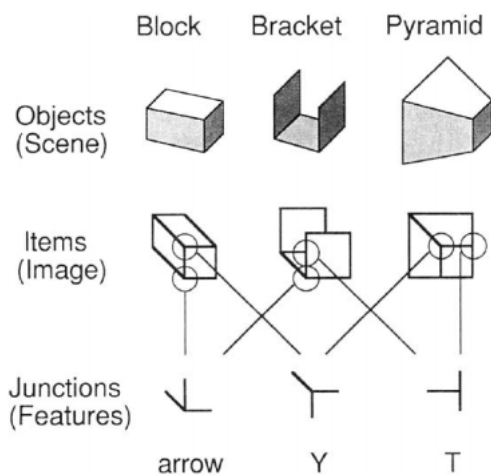 Block Bracket Pyramid
Objects
(Scene)
Items
(Image)
Junctions
(Features)
arrow Y T